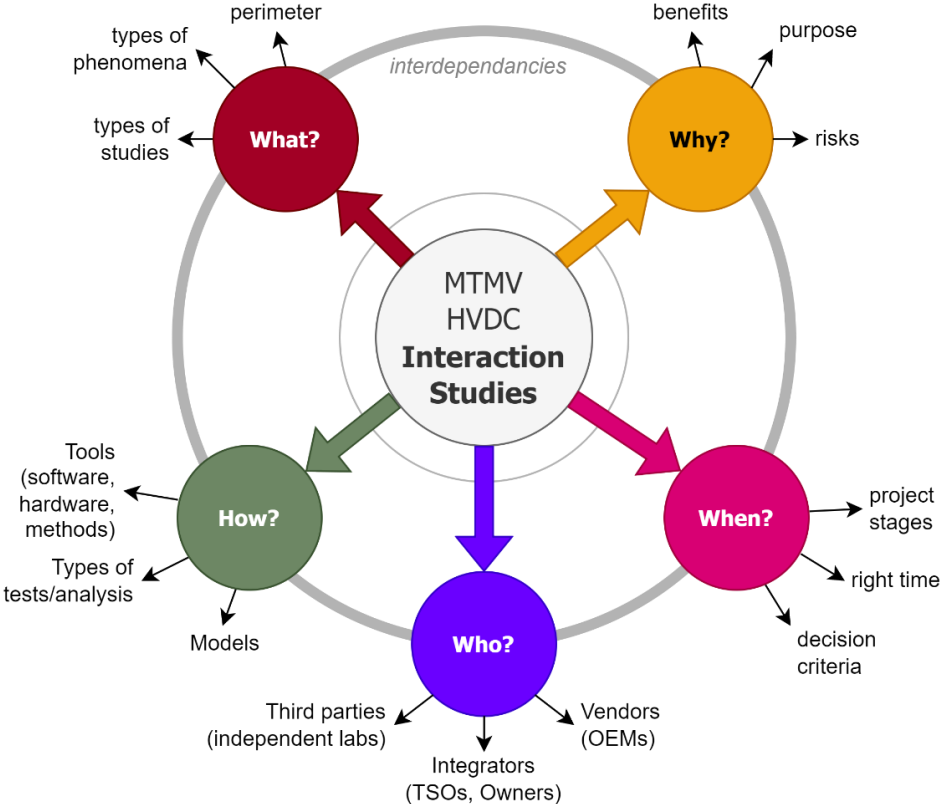 perimeter
types of
phenomena
types of
studies
What?
interdependancies
benefits
purpose
risks
Why?
MTMV
HVDC
Interaction
Studies
Tools
(software,
hardware,
methods)
Types of
tests/analysis
Models
How?
Who?
Third parties
(independent labs)
Integrators
(TSOs, Owners)
Vendors
(OEMs)
When?
project
stages
right time
decision
criteria